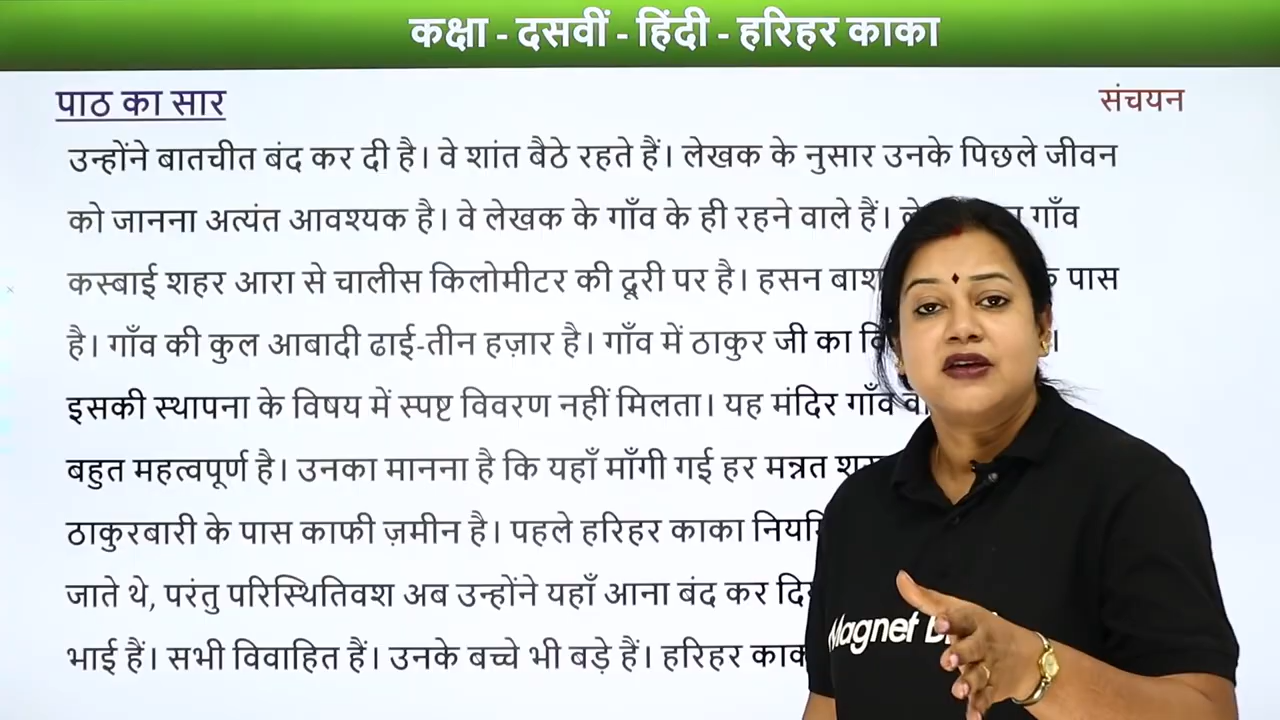 कक्षा - दसवीं - हिंदी - हरिहर काका
पाठ का सार
संचयन
उन्होंने बातचीत बंद कर दी है। वे शांत बैठे रहते हैं। लेखक के नुसार उनके पिछले जीवन
को जानना अत्यंत आवश्यक है। वे लेखक के गाँव के ही रहने वाले हैं। गाँव
कस्बाई शहर आरा से चालीस किलोमीटर की दूरी पर है। हसन पास
है। गाँव की कुल आबादी ढाई-तीन हज़ार है। गाँव में ठाकुर जी का
इसकी स्थापना के विषय में स्पष्ट विवरण नहीं मिलता। यह मंदिर गाँव
बहुत महत्वपूर्ण है। उनका मानना है कि यहाँ माँगी गई हर मन्नत
ठाकुरबारी के पास काफी ज़मीन है। पहले हरिहर काका
जाते थे, परंतु परिस्थितिवश अब उन्होंने यहाँ आना बंद कर
भाई हैं। सभी विवाहित हैं। उनके बच्चे भी बड़े हैं। हरिहर
Magnet